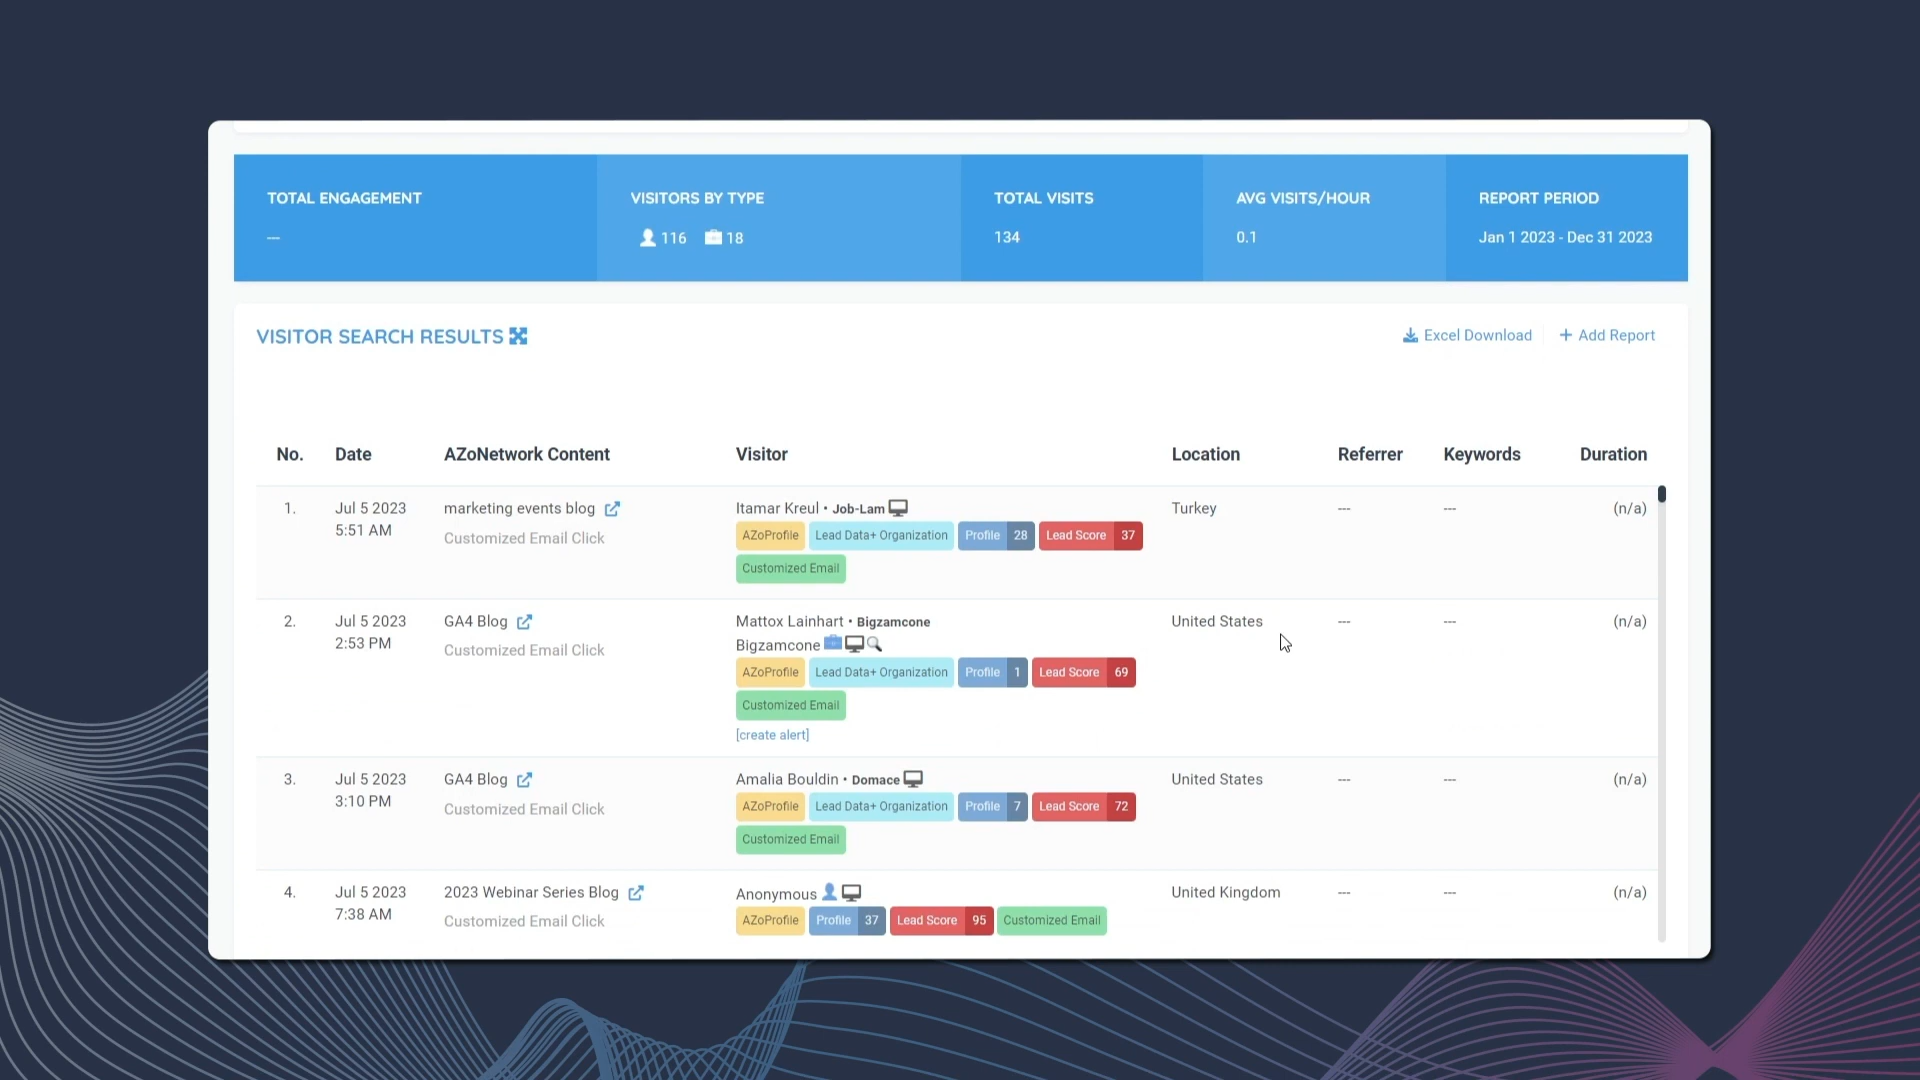 TOTAL ENGAGEMENT
---
VISITORS BY TYPE
116 18
TOTAL VISITS
134
AVG VISITS/HOUR
0.1
REPORT PERIOD
Jan 1 2023 - Dec 31 2023
VISITOR SEARCH RESULTS
Excel Download
+ Add Report
No. Date AZoNetwork Content Visitor Location Referrer Keywords Duration
1. Jul 5 2023 marketing events blog Itamar Kreul • Job-Lam Turkey --- --- (n/a)
5:51 AM Customized Email Click AZoProfile Lead Data+ Organization Profile 28 Lead Score 37
Customized Email
2. Jul 5 2023 GA4 Blog Mattox Lainhart • Bigzamcone United States --- --- (n/a)
2:53 PM Customized Email Click Bigzamcone
AZoProfile Lead Data+ Organization Profile 1 Lead Score 69
Customized Email
[create alert]
3. Jul 5 2023 GA4 Blog Amalia Bouldin • Domace United States --- --- (n/a)
3:10 PM Customized Email Click AZoProfile Lead Data+ Organization Profile 7 Lead Score 72
Customized Email
4. Jul 5 2023 2023 Webinar Series Blog Anonymous United Kingdom --- --- (n/a)
7:38 AM Customized Email Click AZoProfile Profile 37 Lead Score 95 Customized Email